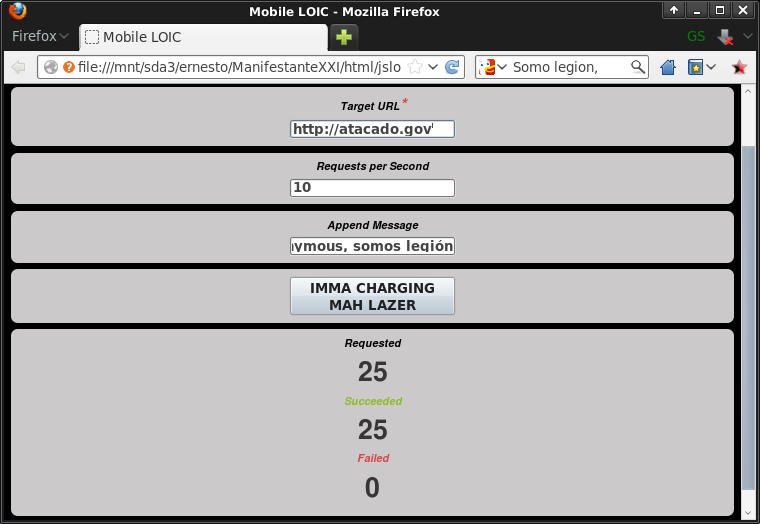 Mobile LOIC - Mozilla Firefox
Firefox
Mobile LOIC
GS
file:///mnt/sda3/ernesto/ManifestanteXXI/html/jslo
Somo legion,
Target URL*
http://atacado.gov
Requests per Second
10
Append Message
ymous, somos legión
IMMA CHARGING
MAH LAZER
Requested
25
Succeeded
25
Failed
0